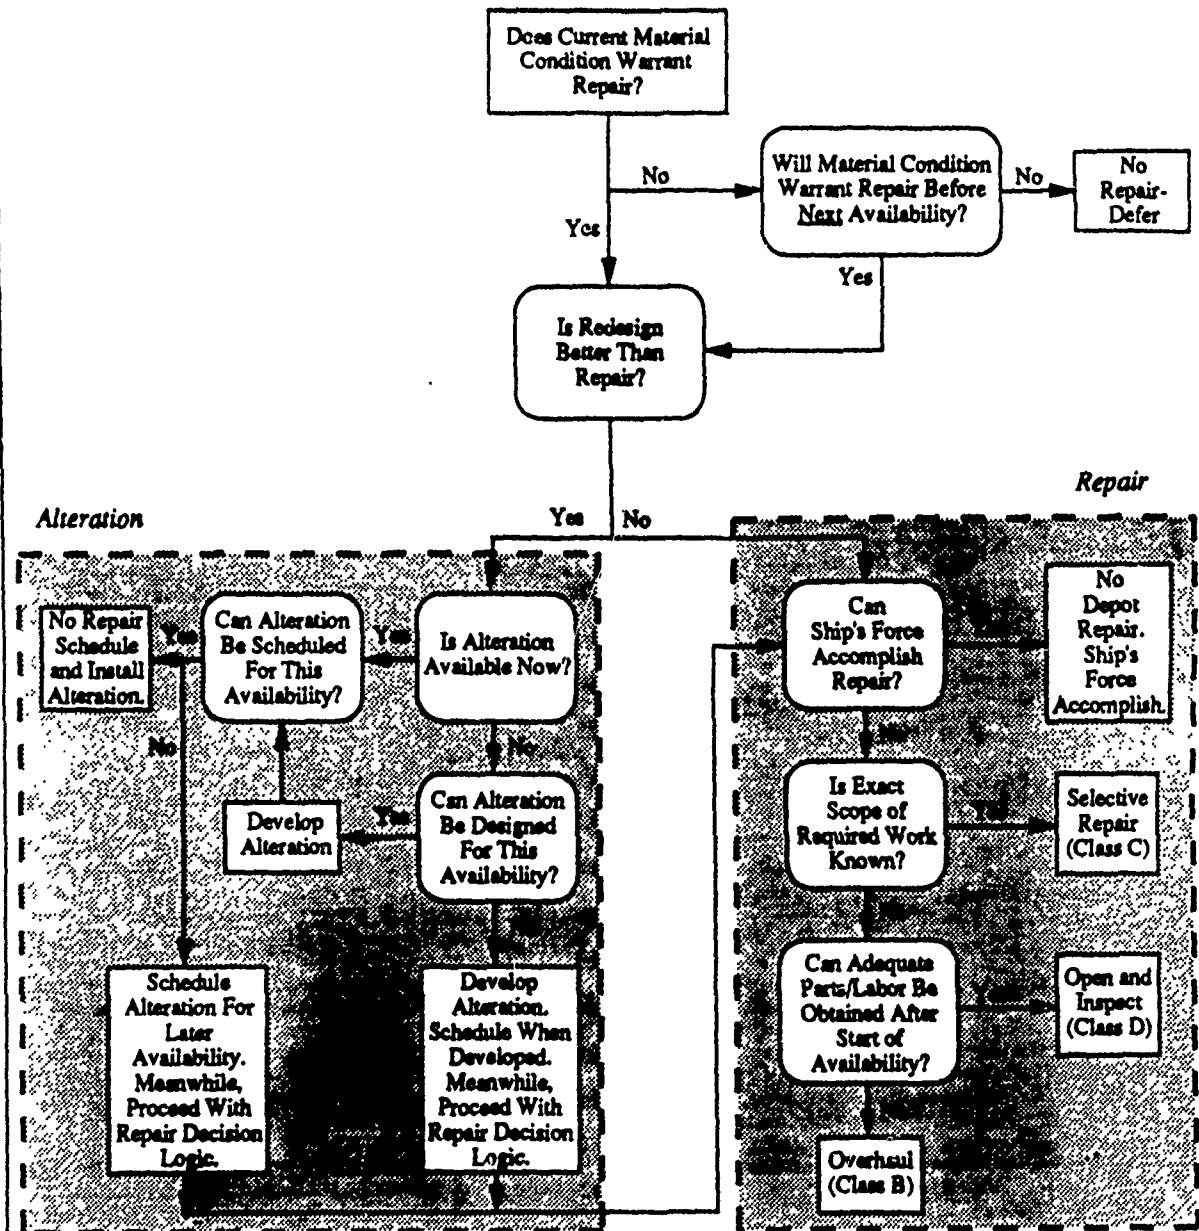 Does Current Material
Condition Warrant
Repair?
No
Will Material Condition
Warrant Repair Before
Next Availability?
No
No
Repair-
Defer
Yes
Yes
Is Redesign
Better Than
Repair?
Repair
Alteration
Yes
No
No Repair
Schedule
and Install
Alteration.
Yes
Can Alteration
Be Scheduled
For This
Availability?
Yes
Is Alteration
Available Now?
Can
Ship's Force
Accomplish
Repair?
No
Depot
Repair.
Ship's
Force
Accomplish.
No
No
Develop
Alteration
Yes
Can Alteration
Be Designed
For This
Availability?
Is Exact
Scope of
Required Work
Known?
Yes
Selective
Repair
(Class C)
Schedule
Alteration For
Later
Availability.
Meanwhile,
Proceed With
Repair Decision
Logic.
Develop
Alteration.
Schedule When
Developed.
Meanwhile,
Proceed With
Repair Decision
Logic.
Can Adequate
Parts/Labor Be
Obtained After
Start of
Availability?
Open and
Inspect
(Class D)
Overhaul
(Class B)